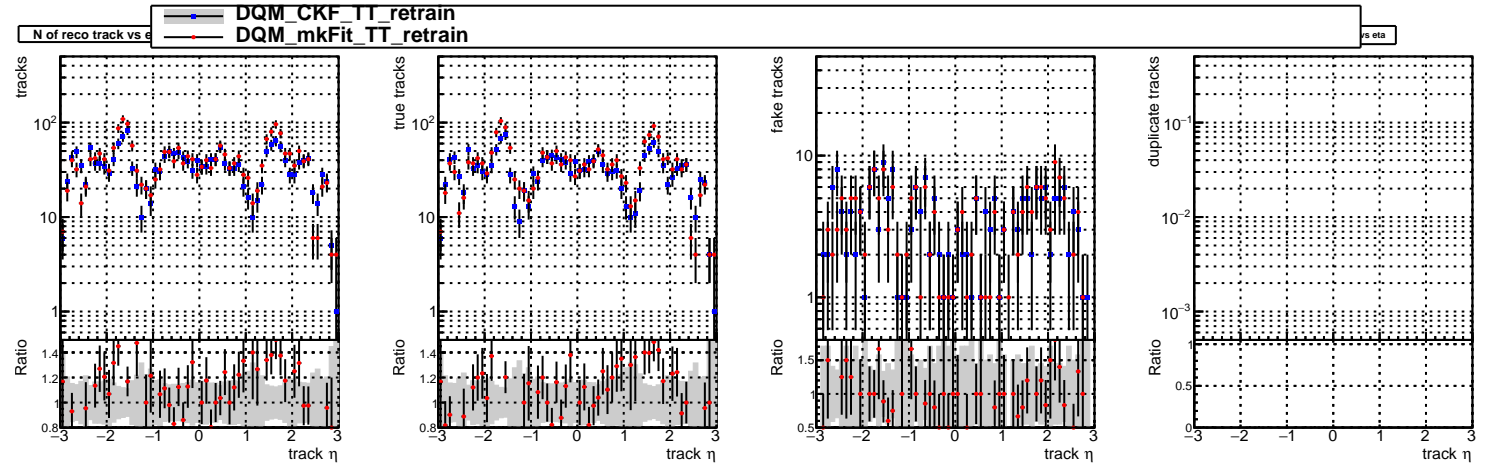 DQM_CKF_TT_retrain
DQM_mkFit_TT_retrain
N of reco track vs e
vs eta
tracks
10²
10
1
Ratio
1.4
1.2
1
0.8
−3 −2 −1 0 1 2 3
track η
true tracks
10²
10
1
Ratio
1.4
1.2
1
0.8
−3 −2 −1 0 1 2 3
track η
fake tracks
10
1
Ratio
1.5
1
0.5
−3 −2 −1 0 1 2 3
track η
duplicate tracks
10⁻¹
10⁻²
10⁻³
Ratio
1
0.5
0
−3 −2 −1 0 1 2 3
track η